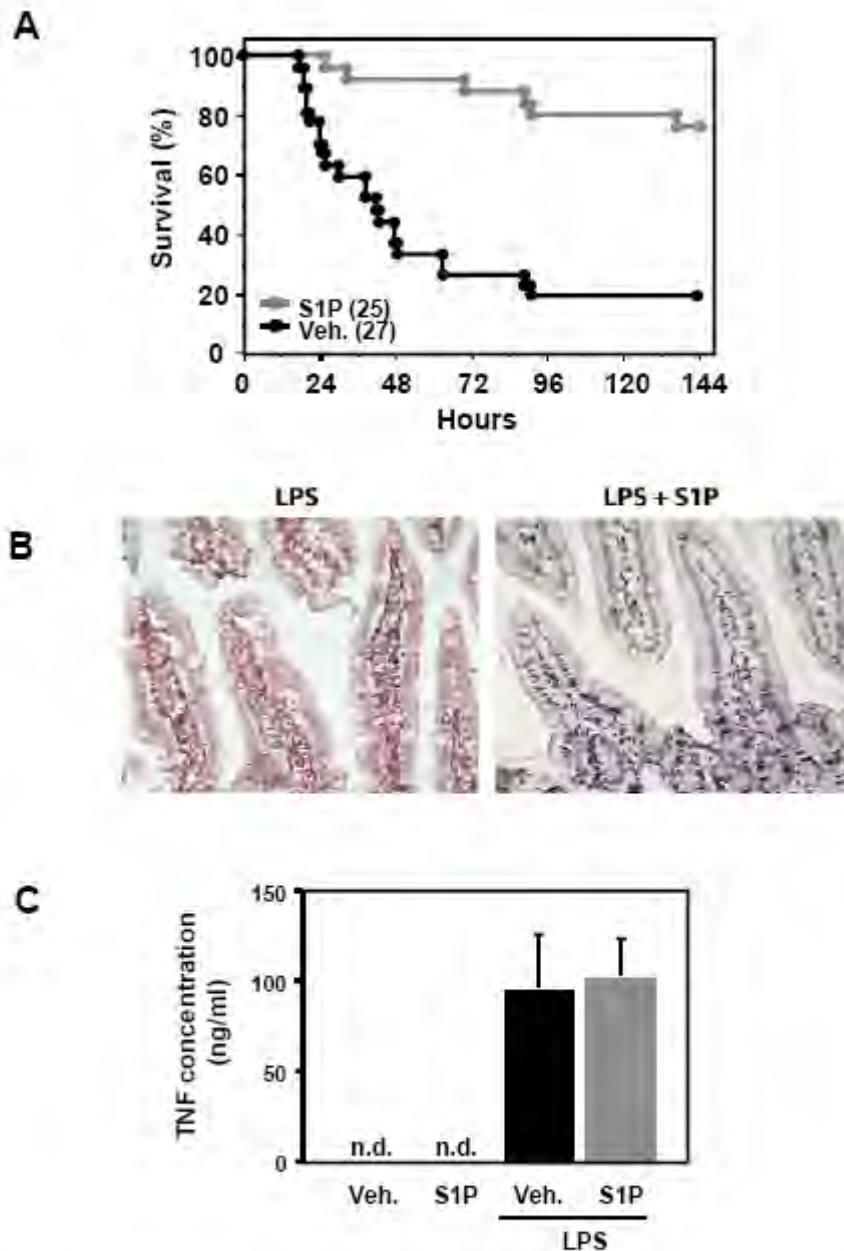 A
Survival (%)
100
80
60
40
20
0
S1P (25)
Veh. (27)
0 24 48 72 96 120 144
Hours
B
LPS
LPS + S1P
C
TNF concentration
(ng/ml)
150
100
50
0
n.d. n.d.
Veh. S1P Veh. S1P
LPS